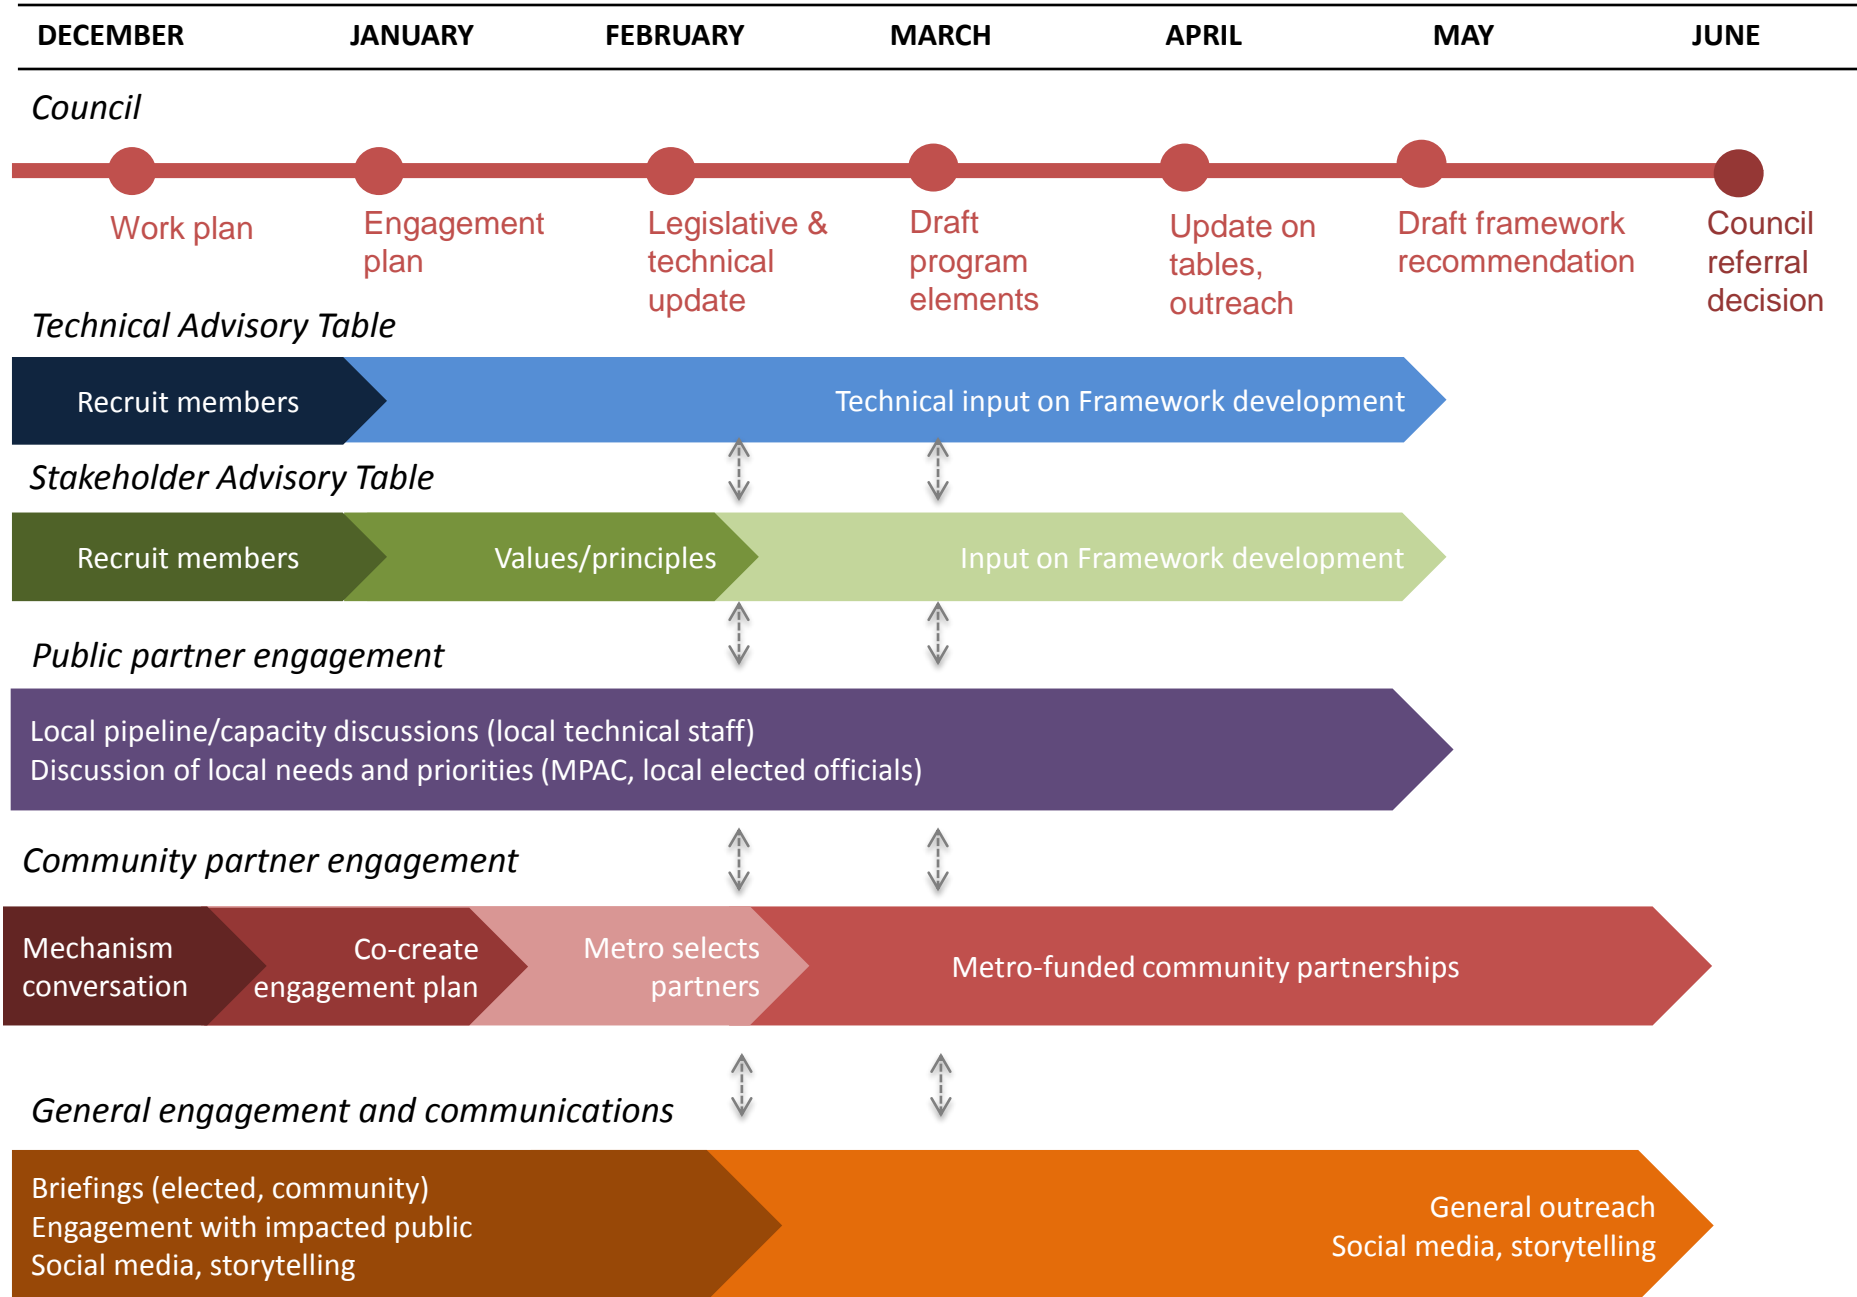 DECEMBER JANUARY FEBRUARY MARCH APRIL MAY JUNE
Council
Work plan
Engagement
plan
Legislative &
technical
update
Draft
program
elements
Update on
tables,
outreach
Draft framework
recommendation
Council
referral
decision
Technical Advisory Table
Recruit members
Technical input on Framework development
Stakeholder Advisory Table
Recruit members
Values/principles
Input on Framework development
Public partner engagement
Local pipeline/capacity discussions (local technical staff)
Discussion of local needs and priorities (MPAC, local elected officials)
Community partner engagement
Mechanism
conversation
Co-create
engagement plan
Metro selects
partners
Metro-funded community partnerships
General engagement and communications
Briefings (elected, community)
Engagement with impacted public
Social media, storytelling
General outreach
Social media, storytelling